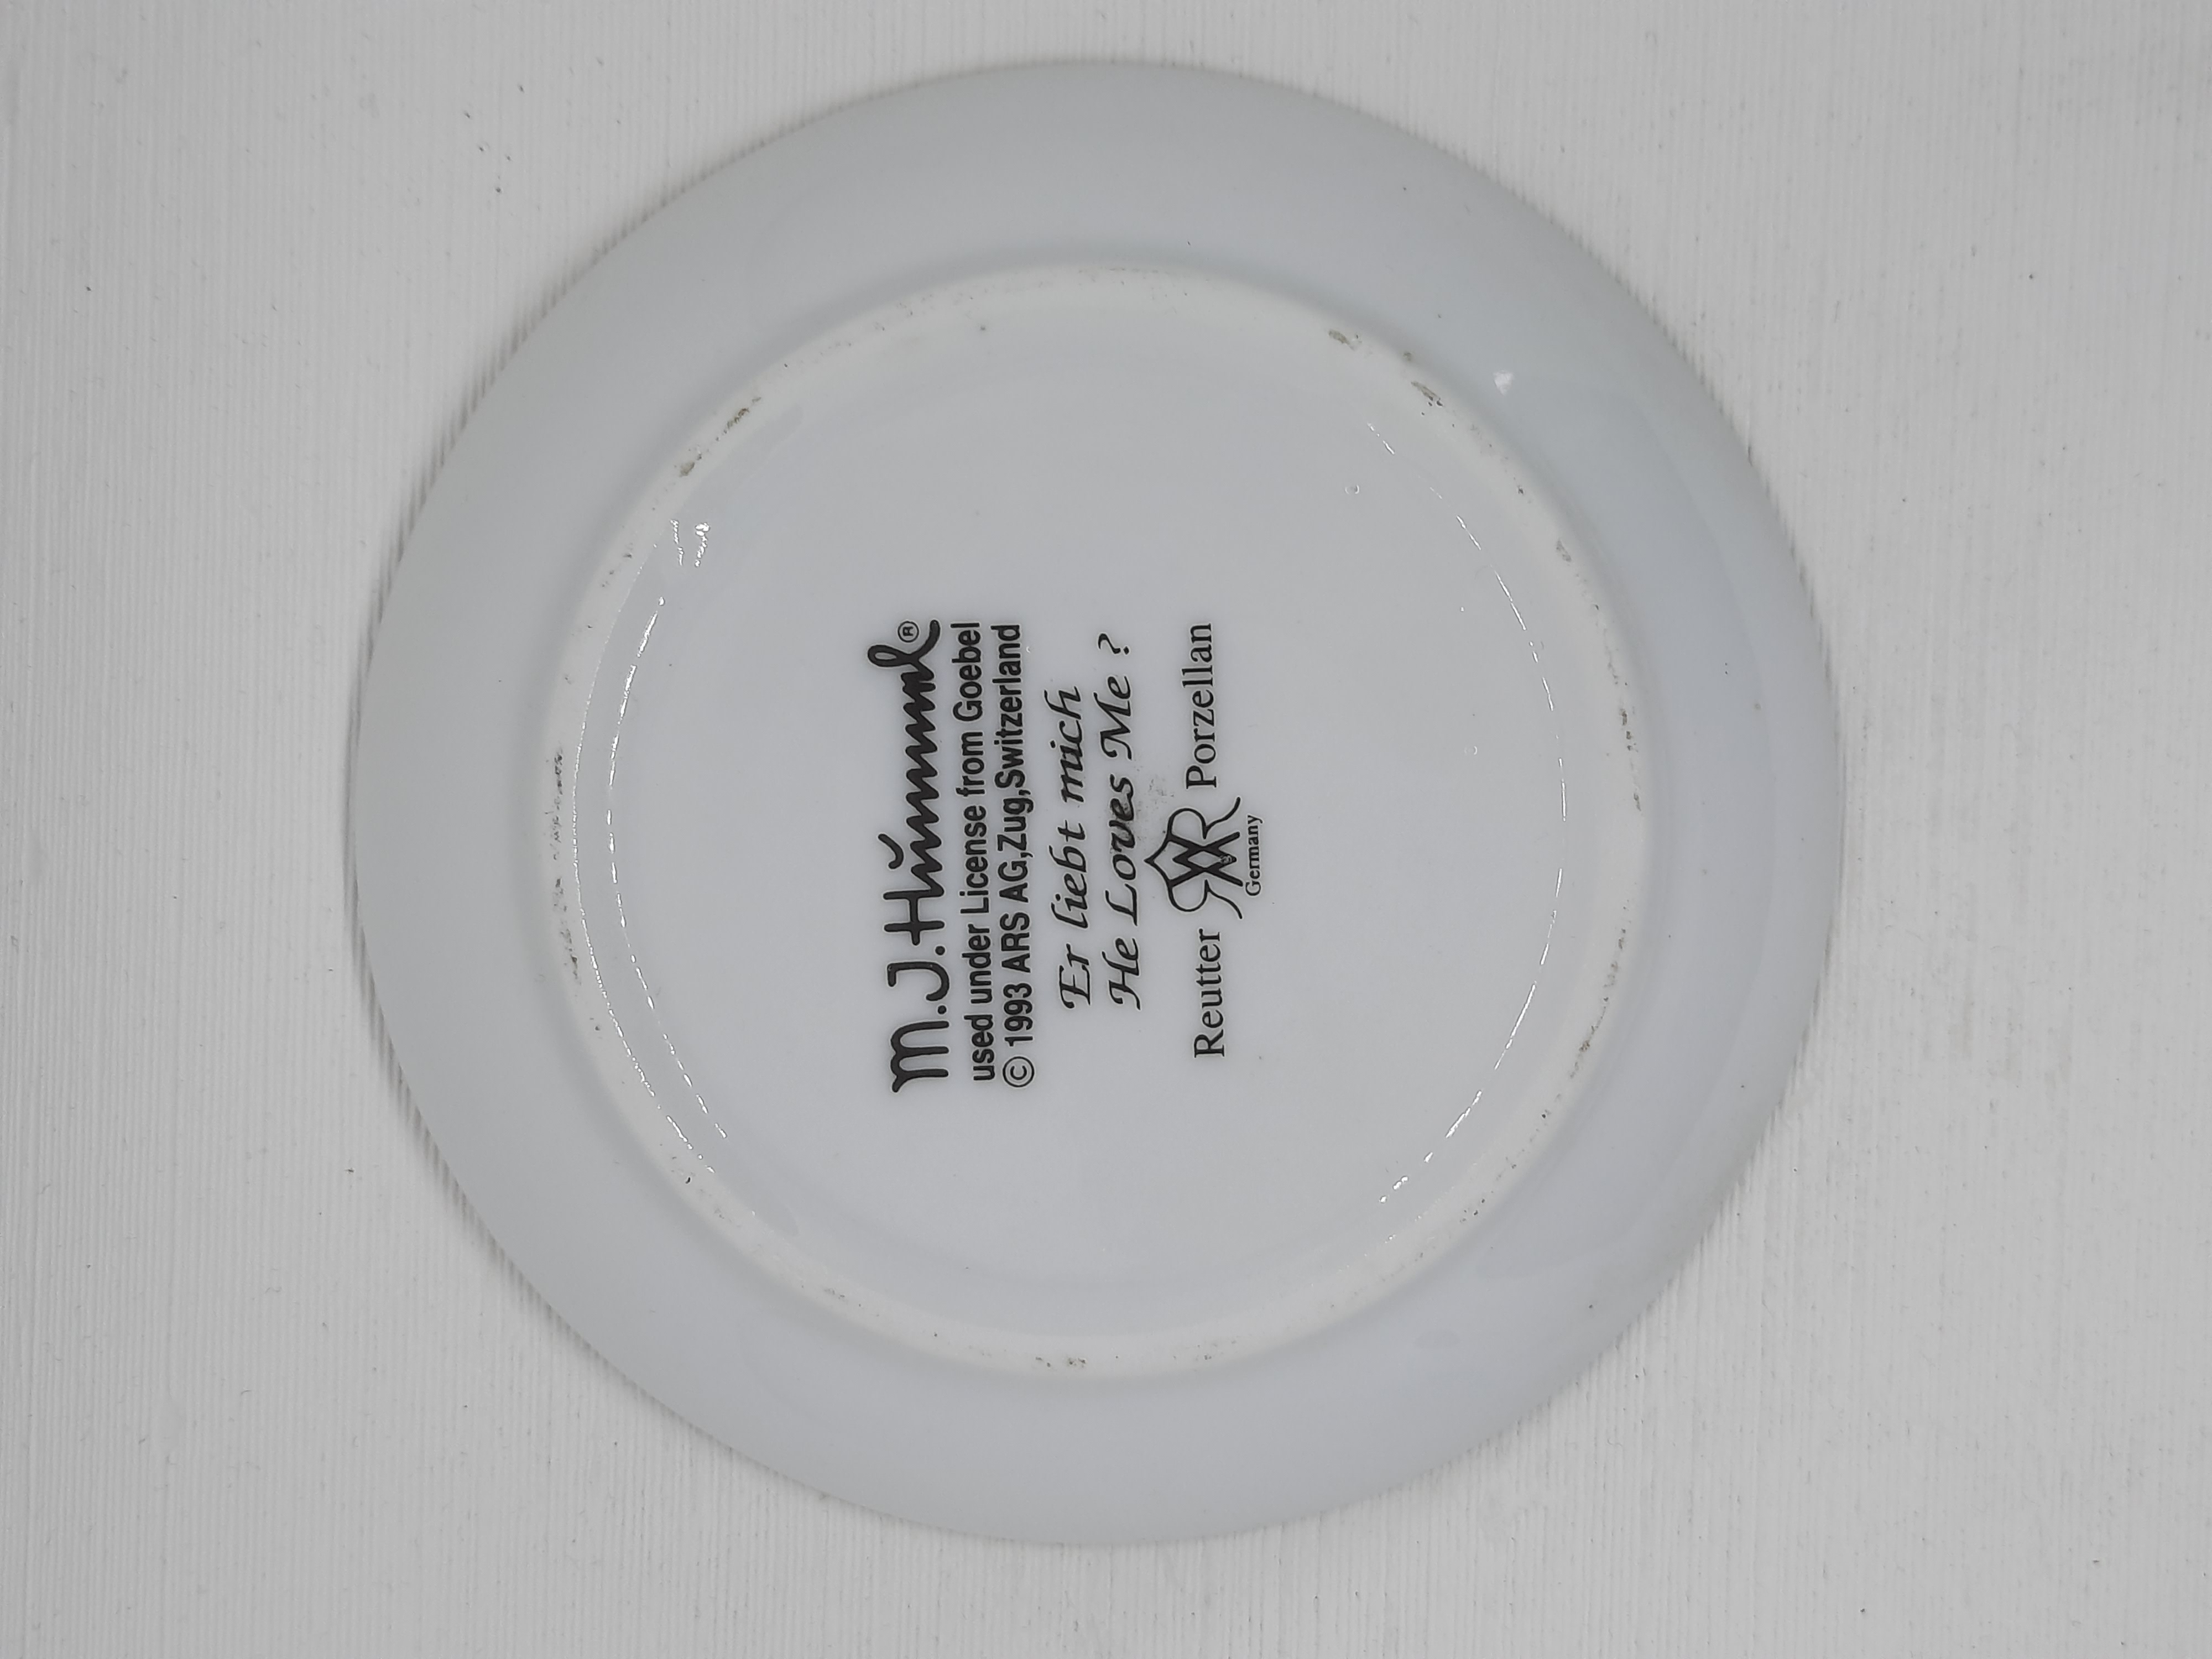 M.J.Hummel ®
used under License from Goebel
© 1993 ARS AG,Zug,Switzerland
Er liebt mich
He Loves Me ?
Reutter WR Porzellan
Germany